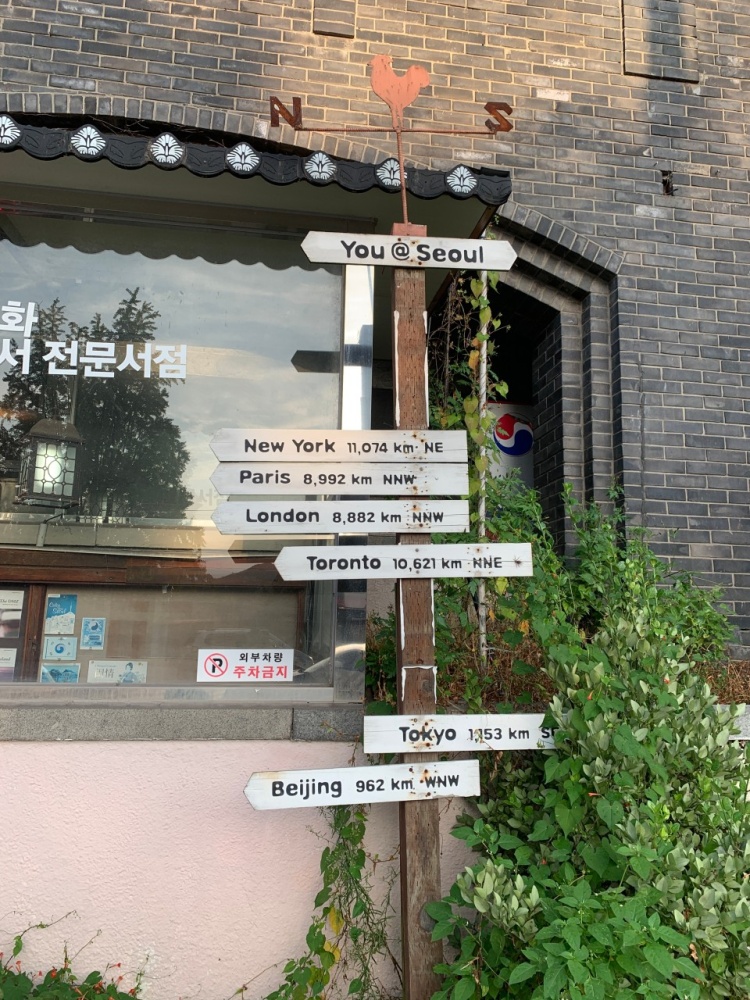 N S
You @ Seoul
화
서 전문서점
New York 11,074 km NE
Paris 8,992 km NNW
London 8,882 km NNW
Toronto 10,621 km NNE
외부차량
주차금지
Tokyo 1153 km
Beijing 962 km WNW